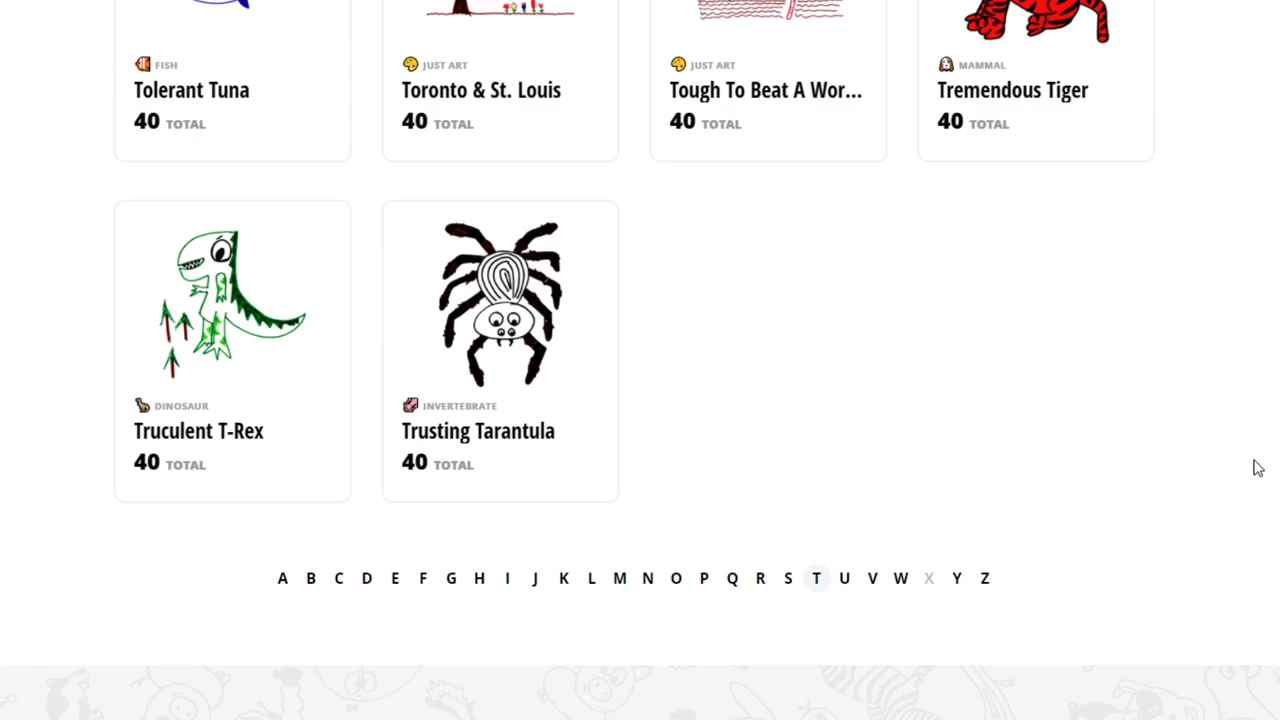 FISH
Tolerant Tuna
40 TOTAL
JUST ART
Toronto & St. Louis
40 TOTAL
JUST ART
Tough To Beat A Wor...
40 TOTAL
MAMMAL
Tremendous Tiger
40 TOTAL
DINOSAUR
Truculent T-Rex
40 TOTAL
INVERTEBRATE
Trusting Tarantula
40 TOTAL
A B C D E F G H I J K L M N O P Q R S T U V W X Y Z